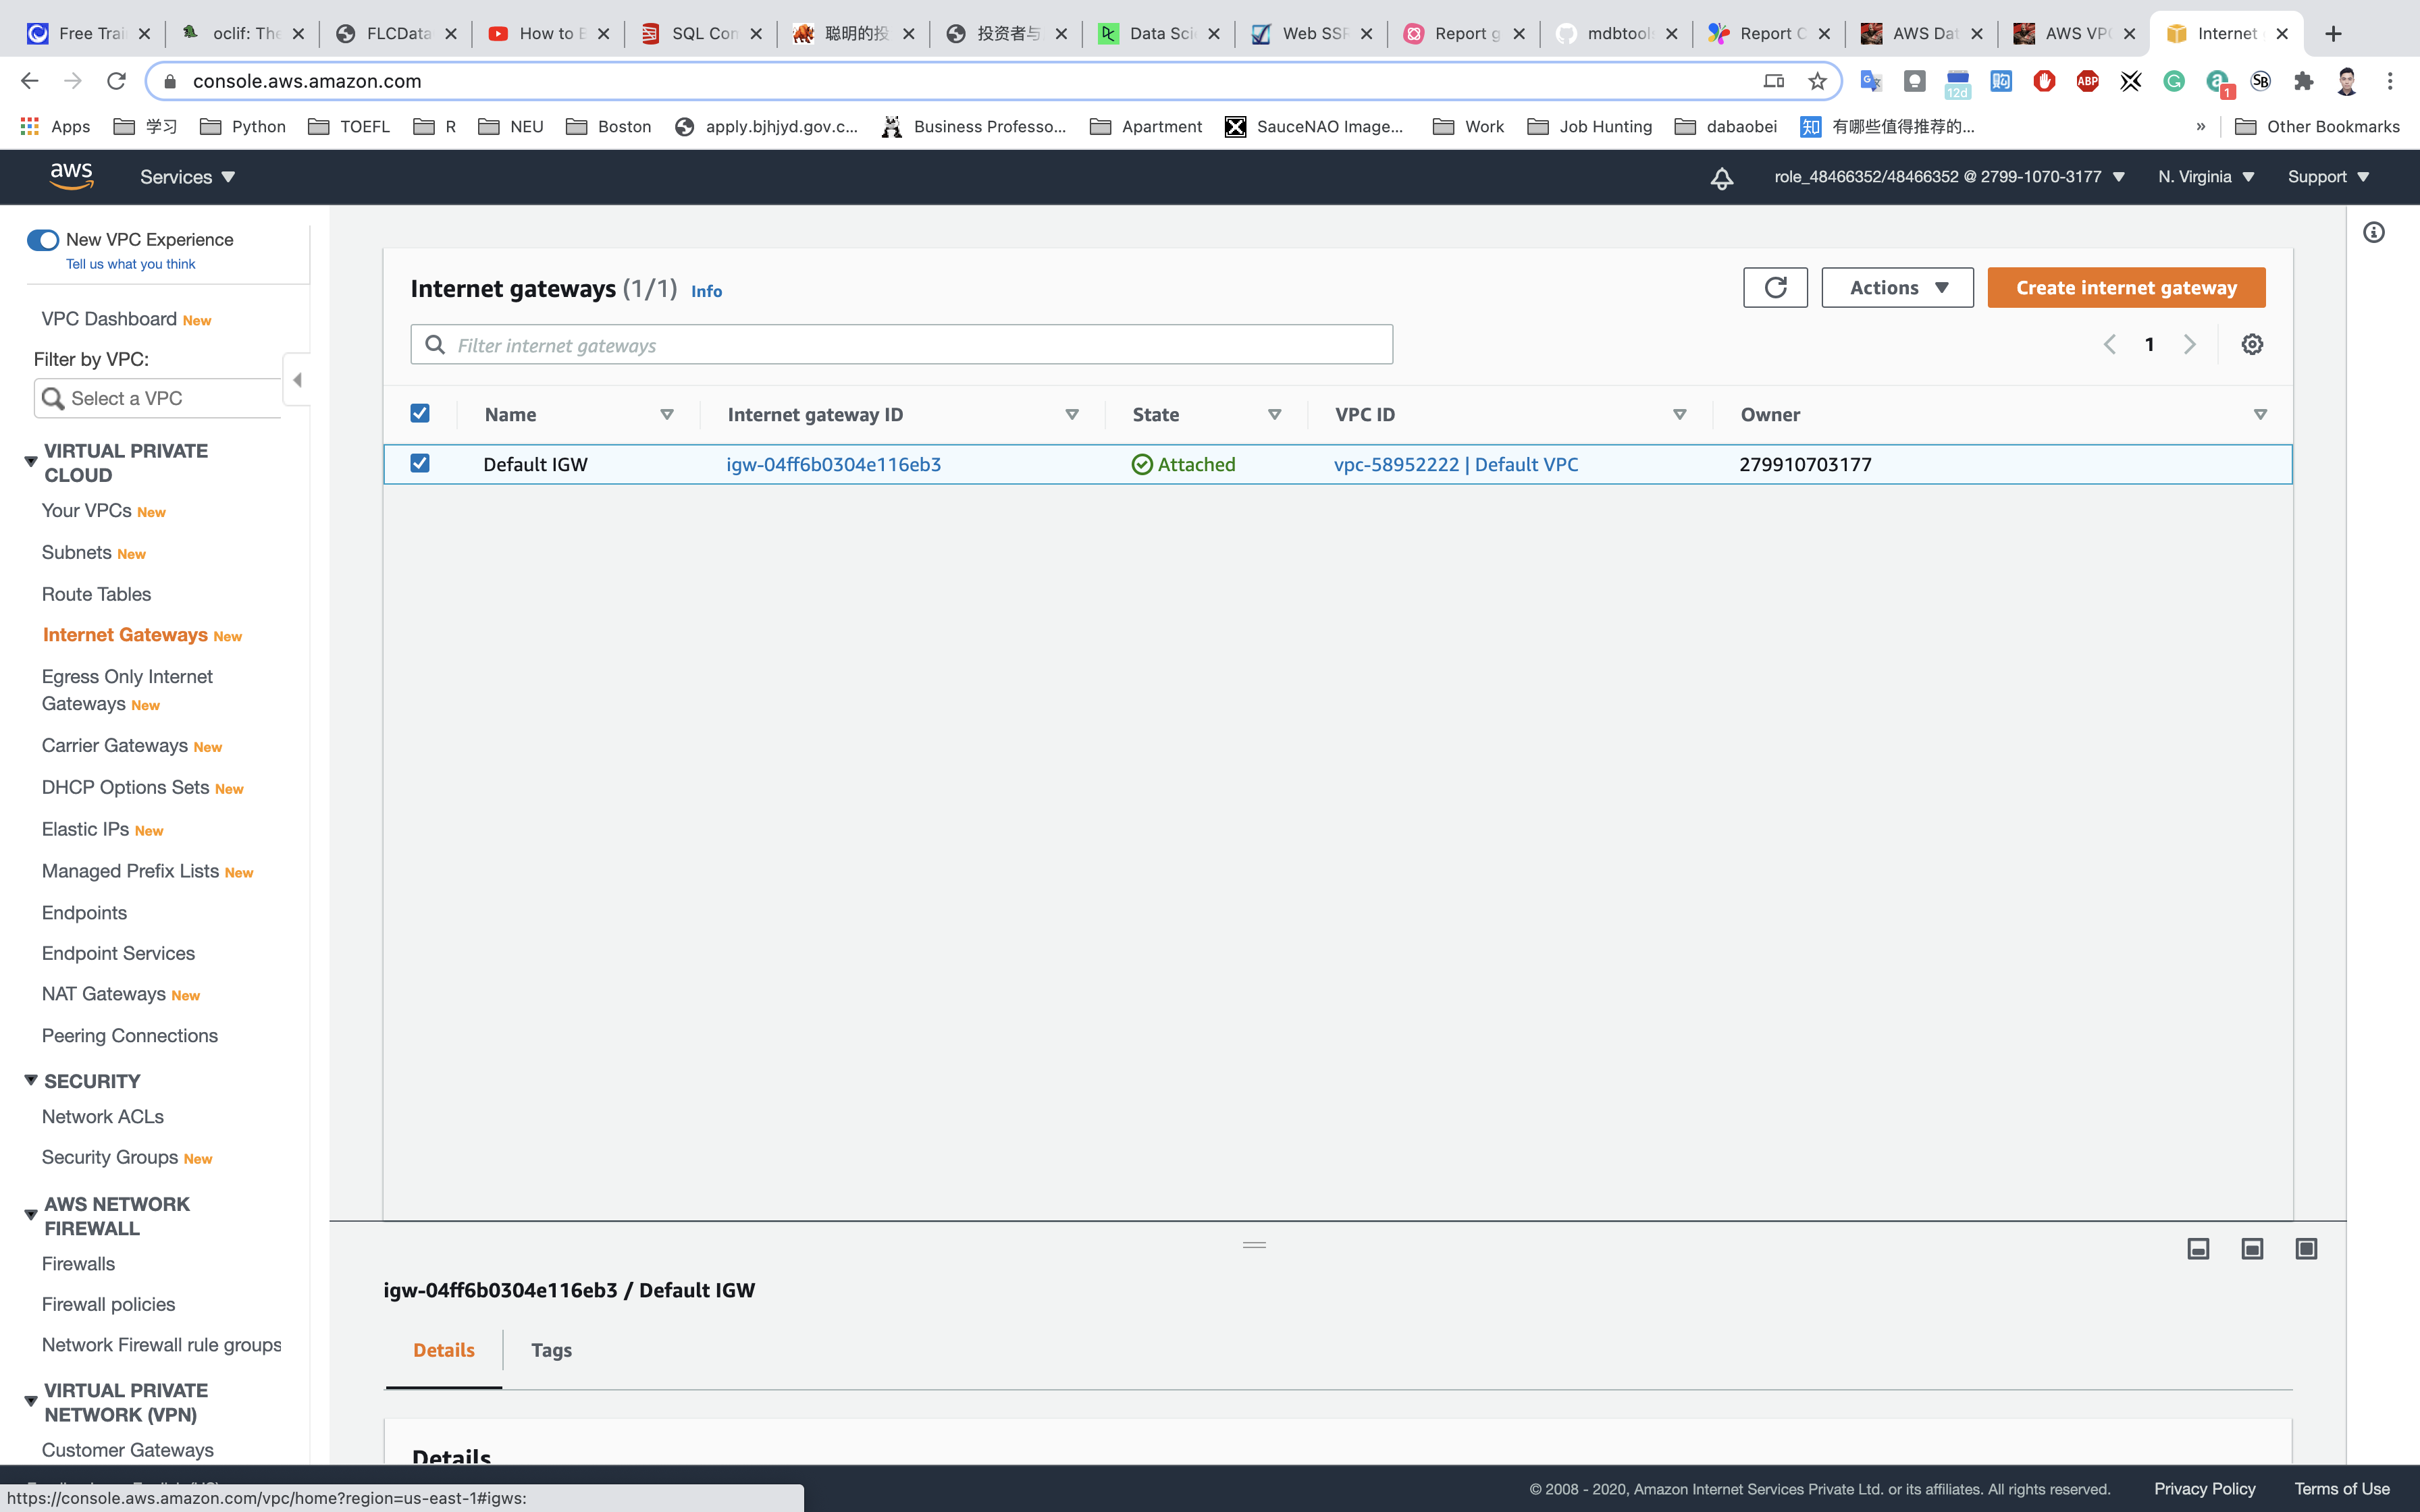 Free Trai
oclif: The
FLCData
How to E
SQL Con
聪明的投
投资者与
Data Scie
Web SSR
Report g
mdbtools
Report C
AWS Dat
AWS VPC
Internet
console.aws.amazon.com
12d
ABP
1
Apps
学习
Python
TOEFL
R
NEU
Boston
apply.bjhjyd.gov.c...
Business Professo...
Apartment
SauceNAO Image...
Work
Job Hunting
dabaobei
知 有哪些值得推荐的...
»
Other Bookmarks
aws
Services
role_48466352/48466352 @ 2799-1070-3177
N. Virginia
Support
New VPC Experience
Tell us what you think
VPC Dashboard New
Filter by VPC:
Select a VPC
VIRTUAL PRIVATE
CLOUD
Your VPCs New
Subnets New
Route Tables
Internet Gateways New
Egress Only Internet
Gateways New
Carrier Gateways New
DHCP Options Sets New
Elastic IPs New
Managed Prefix Lists New
Endpoints
Endpoint Services
NAT Gateways New
Peering Connections
SECURITY
Network ACLs
Security Groups New
AWS NETWORK
FIREWALL
Firewalls
Firewall policies
Network Firewall rule groups
VIRTUAL PRIVATE
NETWORK (VPN)
Customer Gateways
Internet gateways (1/1) Info
Actions
Create internet gateway
Filter internet gateways
1
Name
Internet gateway ID
State
VPC ID
Owner
Default IGW
igw-04ff6b0304e116eb3
Attached
vpc-58952222 | Default VPC
279910703177
igw-04ff6b0304e116eb3 / Default IGW
Details
Tags
Details
https://console.aws.amazon.com/vpc/home?region=us-east-1#igws:
© 2008 - 2020, Amazon Internet Services Private Ltd. or its affiliates. All rights reserved.
Privacy Policy
Terms of Use